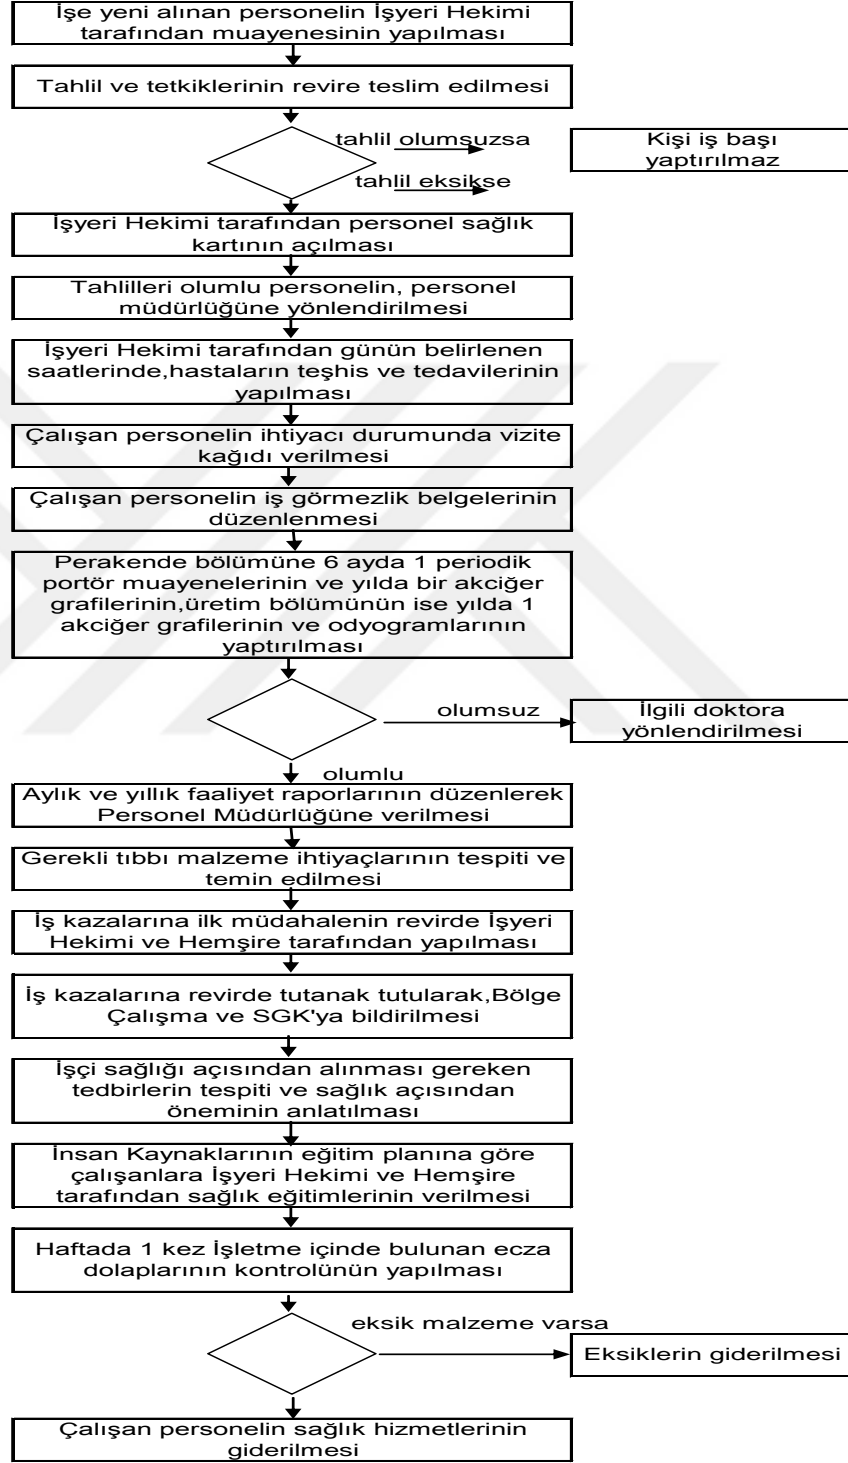 İşe yeni alınan personelin İşyeri Hekimi
tarafından muayenesinin yapılması
Tahlil ve tetkiklerinin revire teslim edilmesi
tahlil olumsuzsa
Kişi iş başı
yaptırılmaz
tahlil eksikse
İşyeri Hekimi tarafından personel sağlık
kartının açılması
Tahlilleri olumlu personelin, personel
müdürlüğüne yönlendirilmesi
İşyeri Hekimi tarafından günün belirlenen
saatlerinde,hastaların teşhis ve tedavilerinin
yapılması
Çalışan personelin ihtiyacı durumunda vizite
kağıdı verilmesi
Çalışan personelin iş görmezlik belgelerinin
düzenlenmesi
Perakende bölümüne 6 ayda 1 periyodik
portör muayenelerinin ve yılda bir akciğer
grafilerinin,üretim bölümünün ise yılda 1
akciğer grafilerinin ve odyogramlarının
yaptırılması
olumsuz
İlgili doktora
yönlendirilmesi
olumlu
Aylık ve yıllık faaliyet raporlarının düzenlerek
Personel Müdürlüğüne verilmesi
Gerekli tıbbı malzeme ihtiyaçlarının tespiti ve
temin edilmesi
İş kazalarına ilk müdahalenin revirde İşyeri
Hekimi ve Hemşire tarafından yapılması
İş kazalarına revirde tutanak tutularak,Bölge
Çalışma ve SGK'ya bildirilmesi
İşçi sağlığı açısından alınması gereken
tedbirlerin tespiti ve sağlık açısından
öneminin anlatılması
İnsan Kaynaklarının eğitim planına göre
çalışanlara İşyeri Hekimi ve Hemşire
tarafından sağlık eğitimlerinin verilmesi
Haftada 1 kez İşletme içinde bulunan ecza
dolaplarının kontrolünün yapılması
eksik malzeme varsa
Eksiklerin giderilmesi
Çalışan personelin sağlık hizmetlerinin
giderilmesi